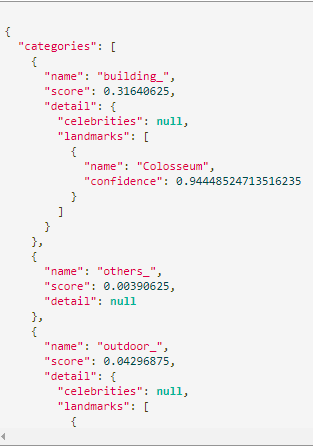 {
  "categories": [
    {
      "name": "building_",
      "score": 0.31640625,
      "detail": {
        "celebrities": null,
        "landmarks": [
          {
            "name": "Colosseum",
            "confidence": 0.94448524713516235
          }
        ]
      }
    },
    {
      "name": "others_",
      "score": 0.00390625,
      "detail": null
    },
    {
      "name": "outdoor_",
      "score": 0.04296875,
      "detail": {
        "celebrities": null,
        "landmarks": [
          {